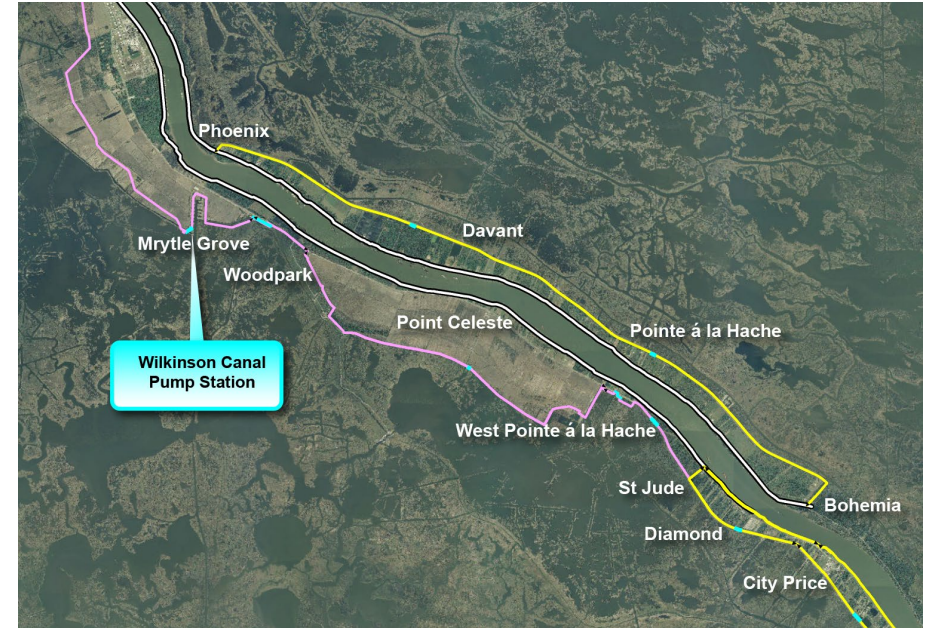 Phoenix
Davant
Mrytle Grove
Woodpark
Point Celeste
Pointe á la Hache
Wilkinson Canal
Pump Station
West Pointe á la Hache
St Jude
Bohemia
Diamond
City Price